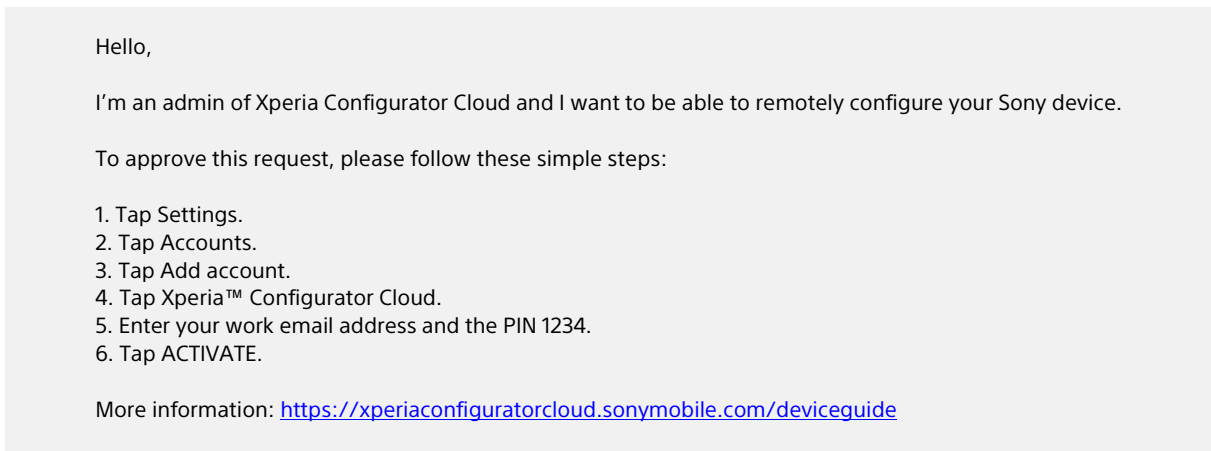 Hello,
I’m an admin of Xperia Configurator Cloud and I want to be able to remotely configure your Sony device.
To approve this request, please follow these simple steps:
1. Tap Settings.
2. Tap Accounts.
3. Tap Add account.
4. Tap Xperia™ Configurator Cloud.
5. Enter your work email address and the PIN 1234.
6. Tap ACTIVATE.
More information: https://xperiaconfiguratorcloud.sonymobile.com/deviceguide